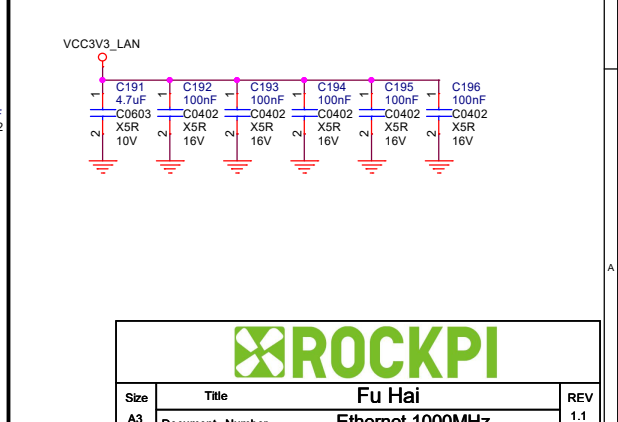 VCC3V3_LAN
C191 C192 C193 C194 C195 C196
4.7uF 100nF 100nF 100nF 100nF 100nF
C0603 C0402 C0402 C0402 C0402 C0402
X5R X5R X5R X5R X5R X5R
10V 16V 16V 16V 16V 16V
1 1 1 1 1 1
2 2 2 2 2 2
A
ROCKPI
Size Title Fu Hai REV
A3 Document Number Ethernet 1000MHz 1.1